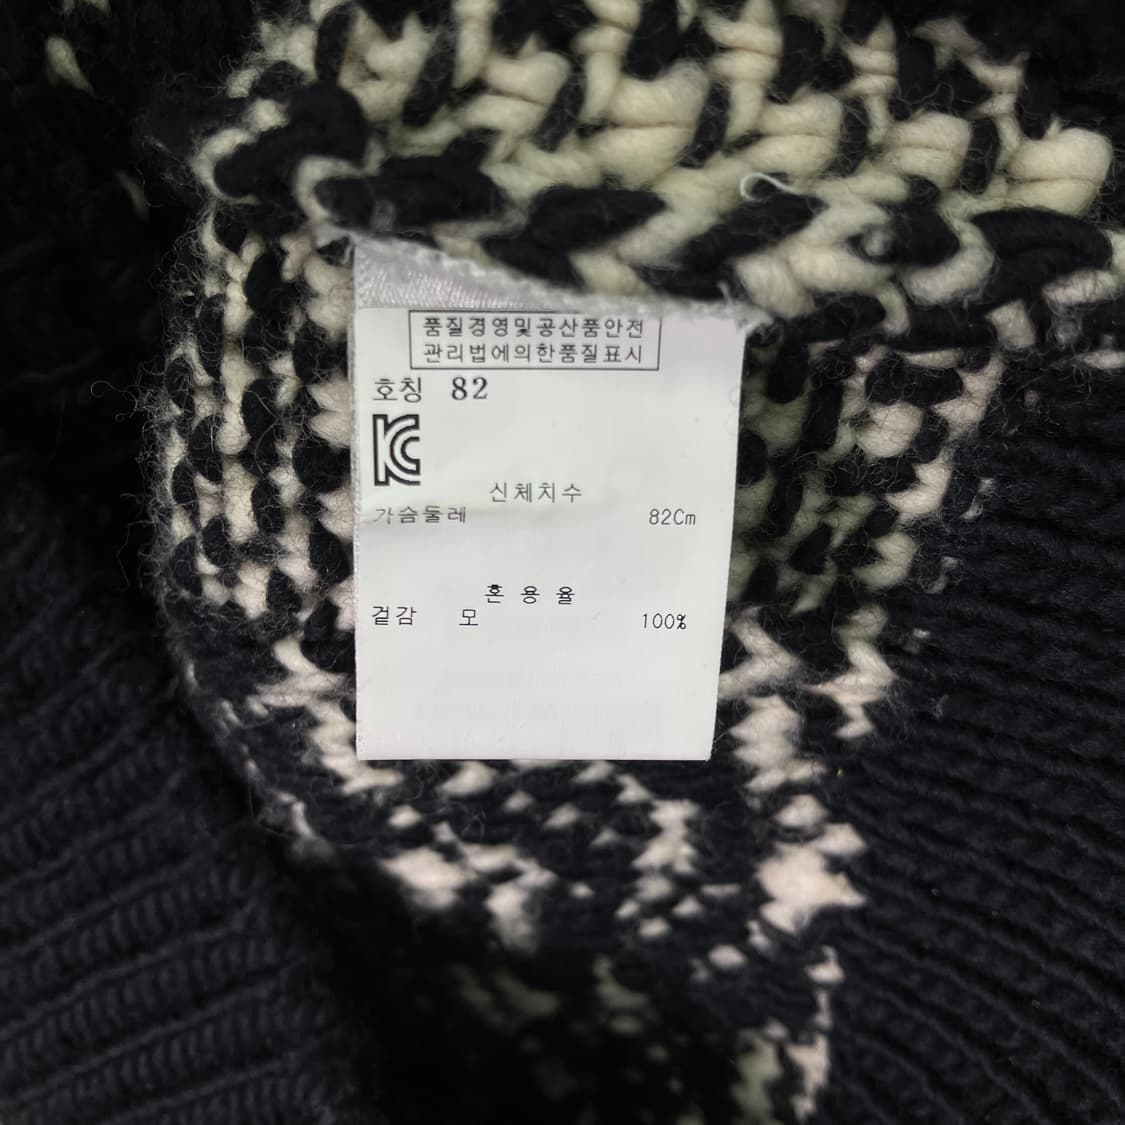 품질경영및공산품안전
관리법에의한품질표시
호칭 82
KC
신체치수
가슴둘레 82Cm
혼 용 율
겉감 모 100%